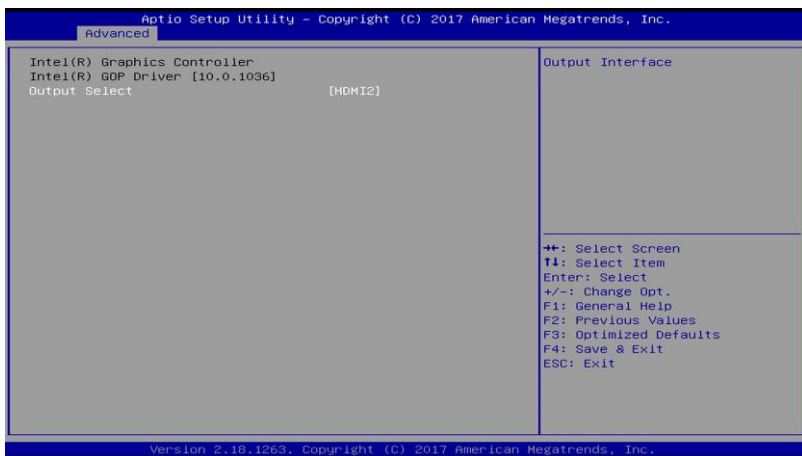 Aptio Setup Utility – Copyright (C) 2017 American Megatrends, Inc.
Advanced
Intel(R) Graphics Controller
Intel(R) GOP Driver [10.0.1036]
Output Select [HDMI2]
Output Interface
→←: Select Screen
↑↓: Select Item
Enter: Select
+/-: Change Opt.
F1: General Help
F2: Previous Values
F3: Optimized Defaults
F4: Save & Exit
ESC: Exit
Version 2.18.1263. Copyright (C) 2017 American Megatrends, Inc.